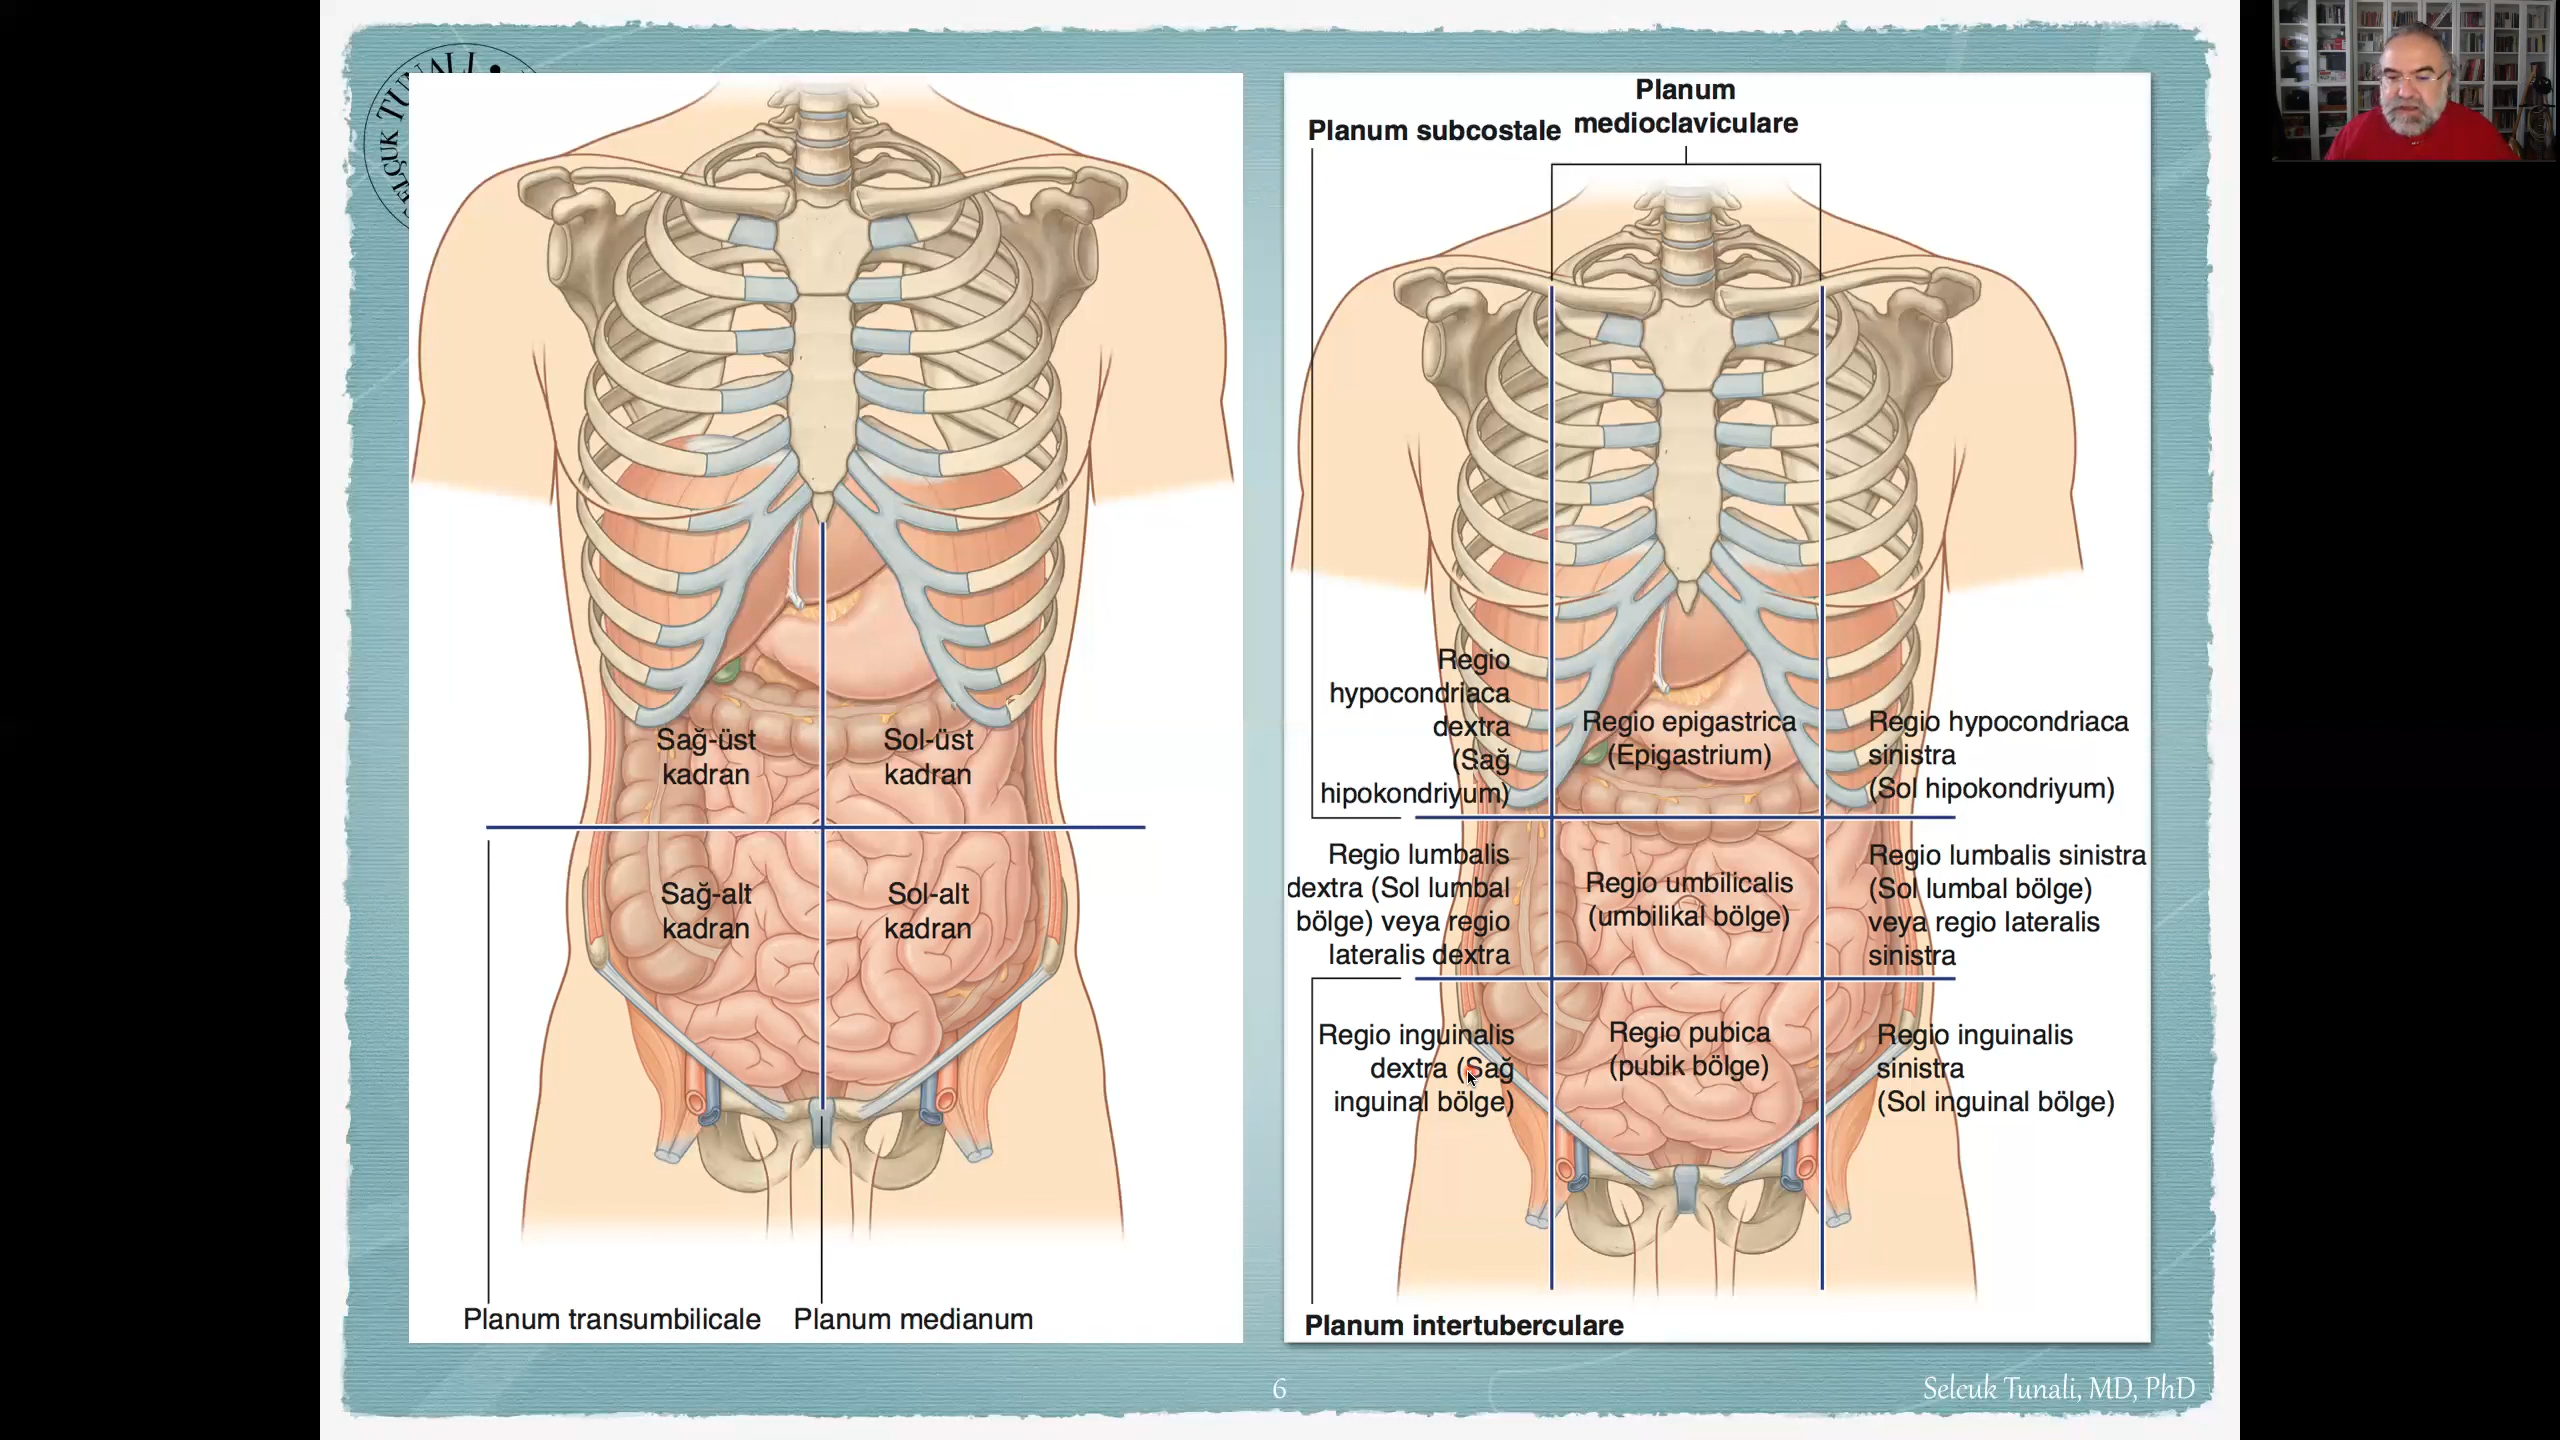 SELÇUK TUNALI
Sağ-üst
kadran
Sol-üst
kadran
Sağ-alt
kadran
Sol-alt
kadran
Planum transumbilicale
Planum medianum
Planum
medioclaviculare
Planum subcostale
Regio
hypocondriaca
dextra
(Sağ
hipokondriyum)
Regio epigastrica
(Epigastrium)
Regio hypocondriaca
sinistra
(Sol hipokondriyum)
Regio lumbalis
dextra (Sol lumbal
bölge) veya regio
lateralis dextra
Regio umbilicalis
(umbilikal bölge)
Regio lumbalis sinistra
(Sol lumbal bölge)
veya regio lateralis
sinistra
Regio inguinalis
dextra (Sağ
inguinal bölge)
Regio pubica
(pubik bölge)
Regio inguinalis
sinistra
(Sol inguinal bölge)
Planum intertuberculare
6
Selcuk Tunali, MD, PhD